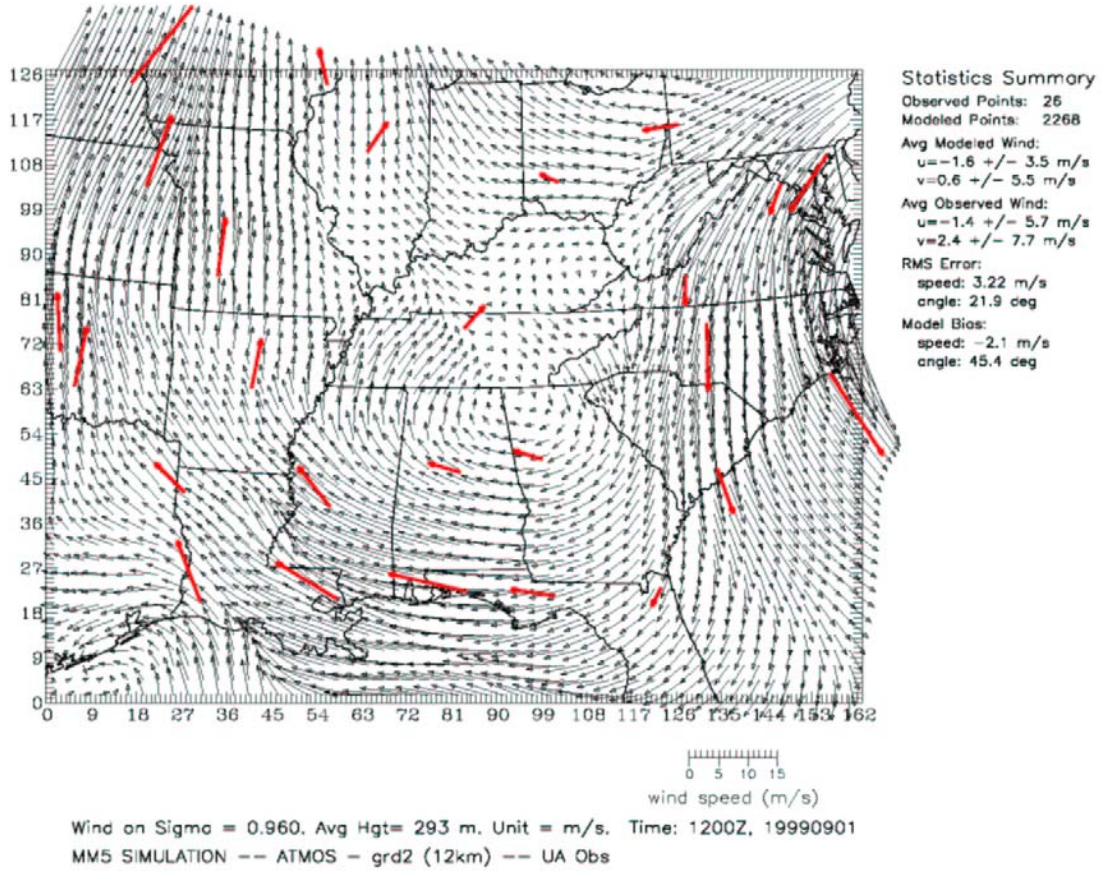 126
117
108
99
90
81
72
63
54
45
36
27
18
9
0
0 9 18 27 36 45 54 63 72 81 90 99 108 117 126 135 144 153 162
Statistics Summary
Observed Points: 26
Modeled Points: 2268
Avg Modeled Wind:
u=-1.6 +/- 3.5 m/s
v=0.6 +/- 5.5 m/s
Avg Observed Wind:
u=-1.4 +/- 5.7 m/s
v=2.4 +/- 7.7 m/s
RMS Error:
speed: 3.22 m/s
angle: 21.9 deg
Model Bias:
speed: -2.1 m/s
angle: 45.4 deg
0 5 10 15
wind speed (m/s)
Wind on Sigma = 0.960. Avg Hgt= 293 m. Unit = m/s. Time: 1200Z, 19990901
MM5 SIMULATION -- ATMOS - grd2 (12km) -- UA Obs